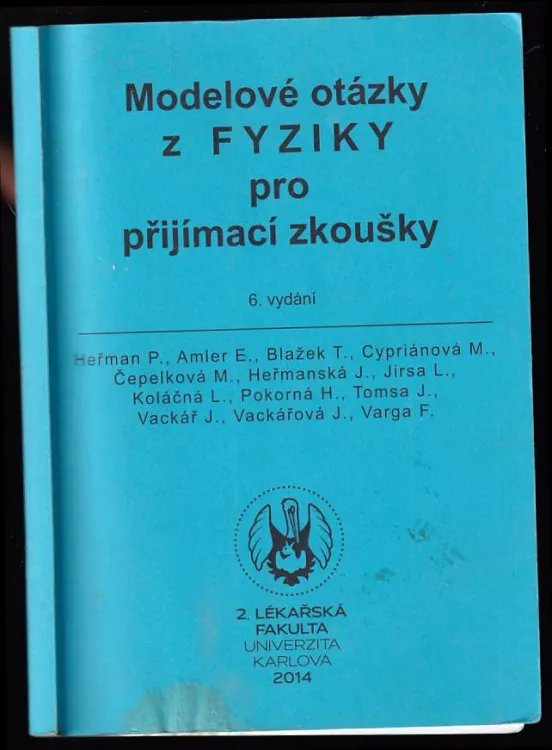 Modelové otázky
z FYZIKY
pro
přijímací zkoušky
6. vydání
Heřman P., Amler E., Blažek T., Cypriánová M.,
Čepelková M., Heřmanská J., Jirsa L.,
Koláčná L., Pokorná H., Tomsa J.,
Vackář J., Vackářová J., Varga F.
2. LÉKAŘSKÁ
FAKULTA
UNIVERZITA
KARLOVA
2014